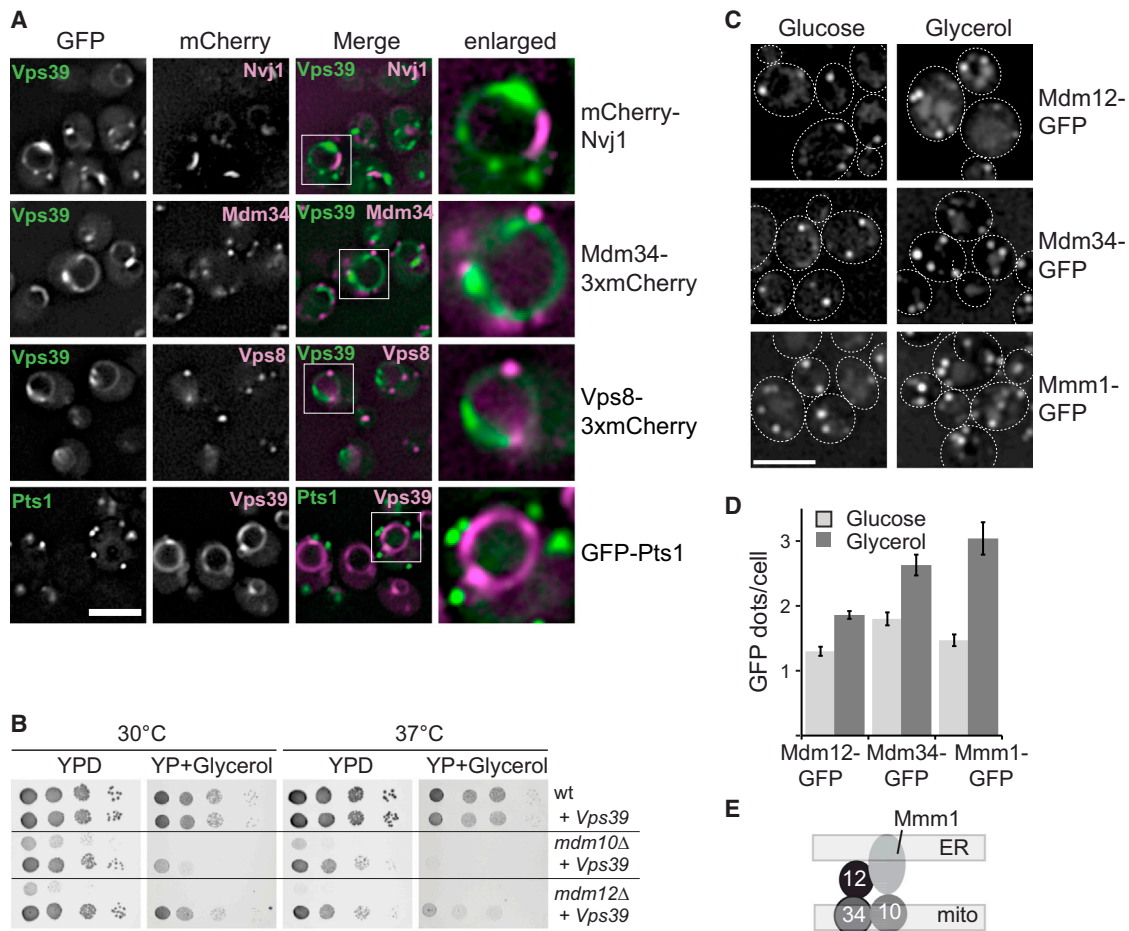 A
GFP mCherry Merge enlarged
Vps39 Nvj1 Vps39 Nvj1
mCherry-
Nvj1
Vps39 Mdm34 Vps39 Mdm34
Mdm34-
3xmCherry
Vps39 Vps8 Vps39 Vps8
Vps8-
3xmCherry
Pts1 Vps39 Pts1 Vps39
GFP-Pts1
B
30°C 37°C
YPD YP+Glycerol YPD YP+Glycerol
wt
+ Vps39
mdm10Δ
+ Vps39
mdm12Δ
+ Vps39
C
Glucose Glycerol
Mdm12-
GFP
Mdm34-
GFP
Mmm1-
GFP
D
Glucose
Glycerol
GFP dots/cell
3
2
1
Mdm12- Mdm34- Mmm1-
GFP GFP GFP
E
Mmm1
ER
12
34 10 mito